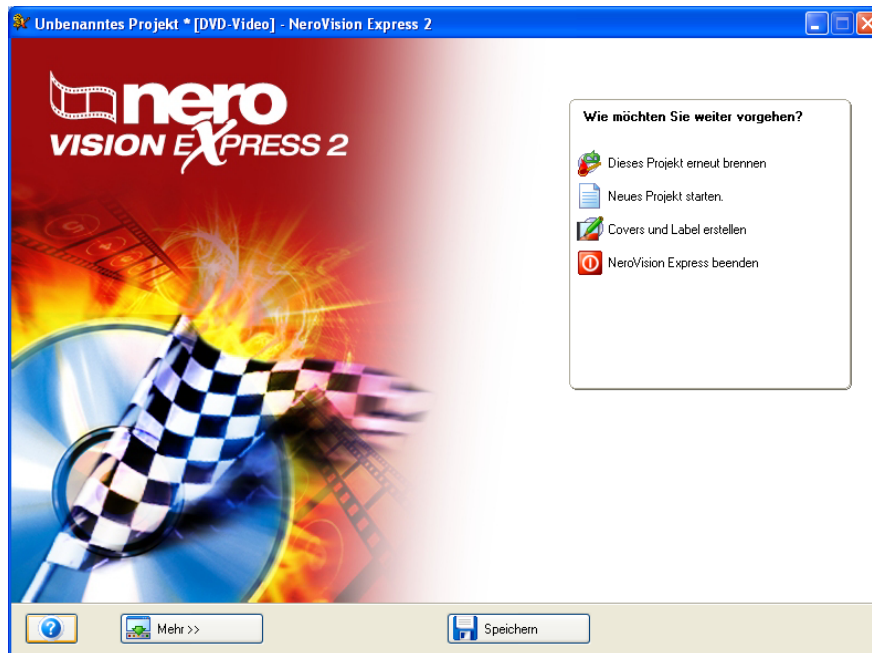 Unbenanntes Projekt * [DVD-Video] - NeroVision Express 2
nero
VISION EXPRESS 2
Wie möchten Sie weiter vorgehen?
Dieses Projekt erneut brennen
Neues Projekt starten.
Covers und Label erstellen
NeroVision Express beenden
Mehr >>
Speichern